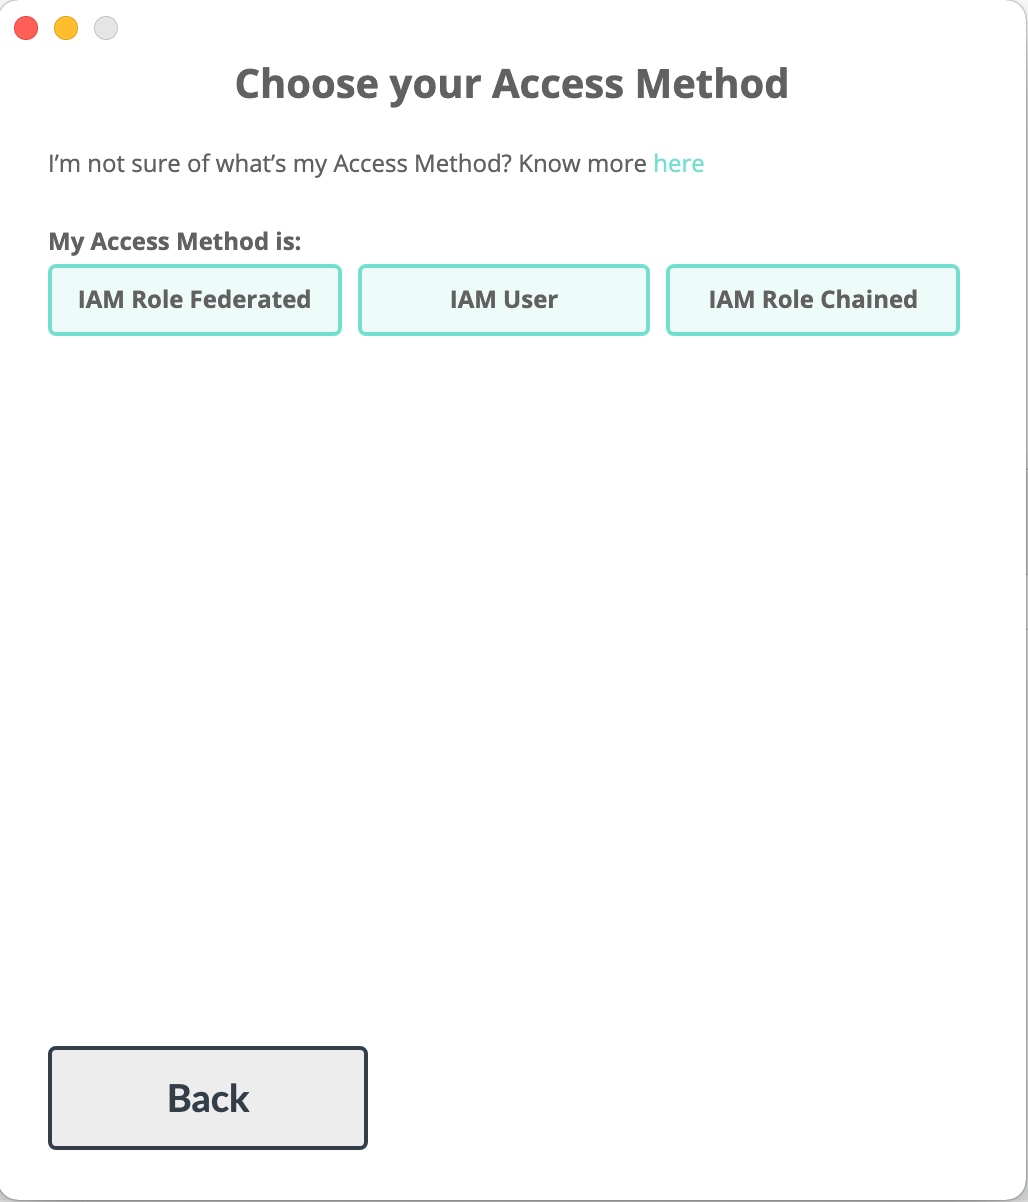 Choose your Access Method
I’m not sure of what’s my Access Method? Know more here
My Access Method is:
IAM Role Federated
IAM User
IAM Role Chained
Back